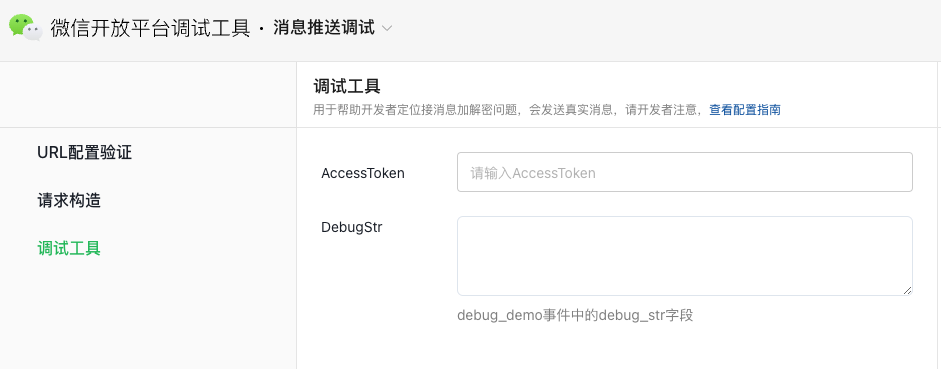 微信开放平台调试工具 · 消息推送调试
调试工具
用于帮助开发者定位接消息加解密问题，会发送真实消息，请开发者注意，查看配置指南
URL配置验证
请求构造
调试工具
AccessToken
请输入AccessToken
DebugStr
debug_demo事件中的debug_str字段